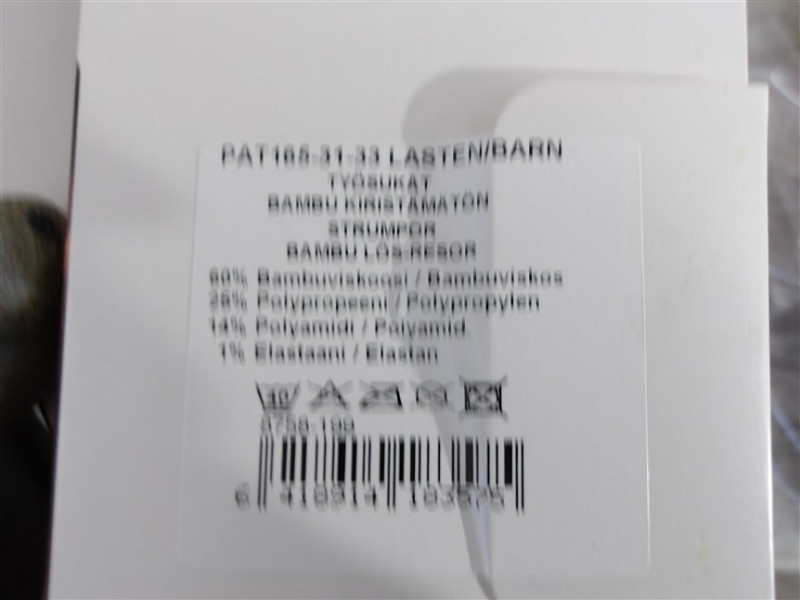 PAT165-31-33 LASTEN/BARN
TYÖSUKAT
BAMBU KIRISTÄMÄTÖN
STRUMPOR
BAMBU LÖS-RESOR
60% Bambuviskoosi / Bambuviskos
25% Polypropeeni / Polypropylen
14% Polyamidi / Polyamid
1% Elastaani / Elastan
40
8758-199
6 418914 183575